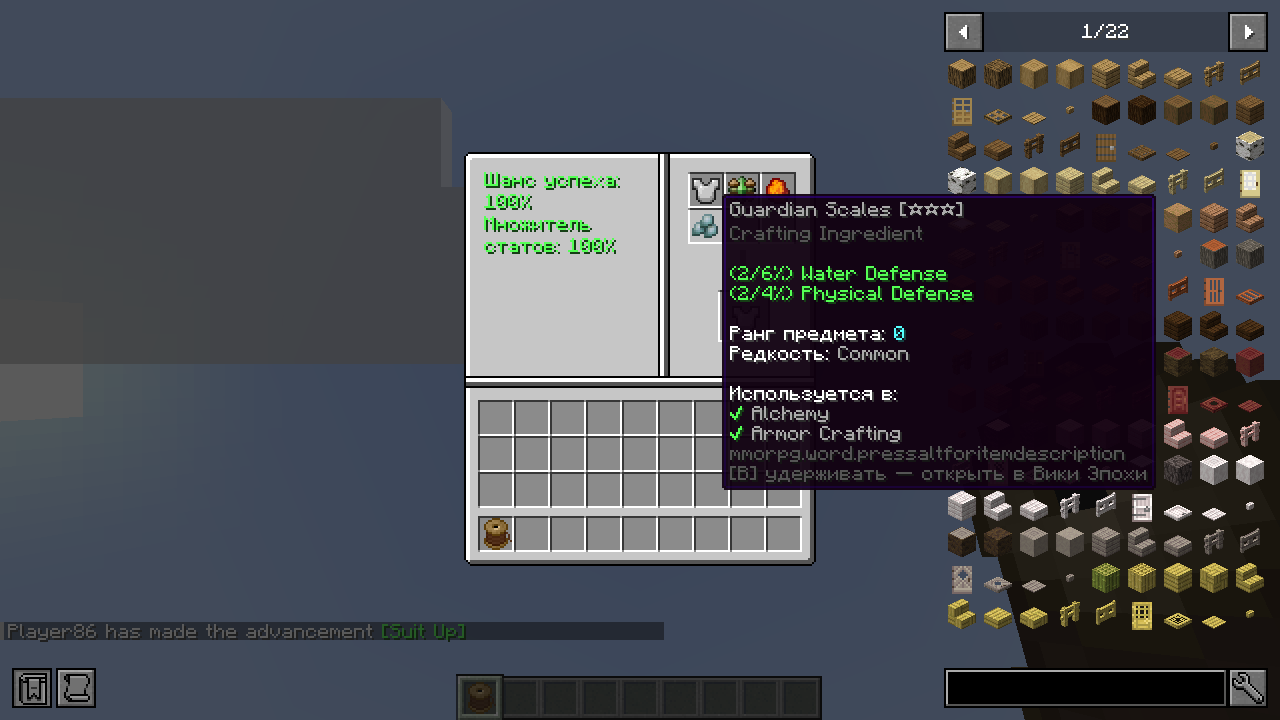 1/22
Шанс успеха:
100%
Множитель
статов: 100%
Guardian Scales [☆☆☆]
Crafting Ingredient
(2/6%) Water Defense
(2/4%) Physical Defense
Ранг предмета: 0
Редкость: Common
Используется в:
✓ Alchemy
✓ Armor Crafting
mmorpg.word.pressaltforitemdescription
[B] удерживать — открыть в Вики Эпохи
Player86 has made the advancement [Suit Up]